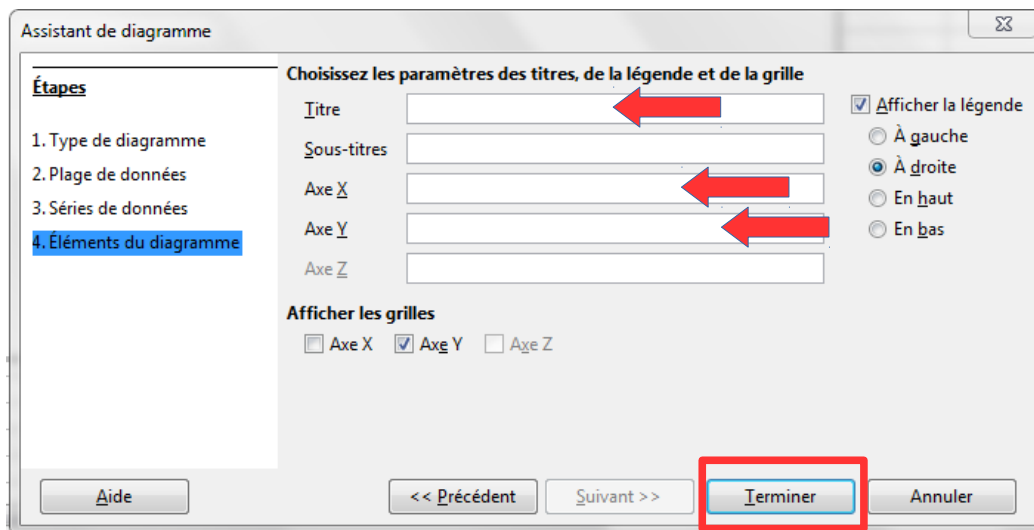 Assistant de diagramme
Étapes
1. Type de diagramme
2. Plage de données
3. Séries de données
4. Éléments du diagramme
Choisissez les paramètres des titres, de la légende et de la grille
Titre
Sous-titres
Axe X
Axe Y
Axe Z
Afficher la légende
À gauche
À droite
En haut
En bas
Afficher les grilles
Axe X Axe Y Axe Z
Aide << Précédent Suivant >> Terminer Annuler